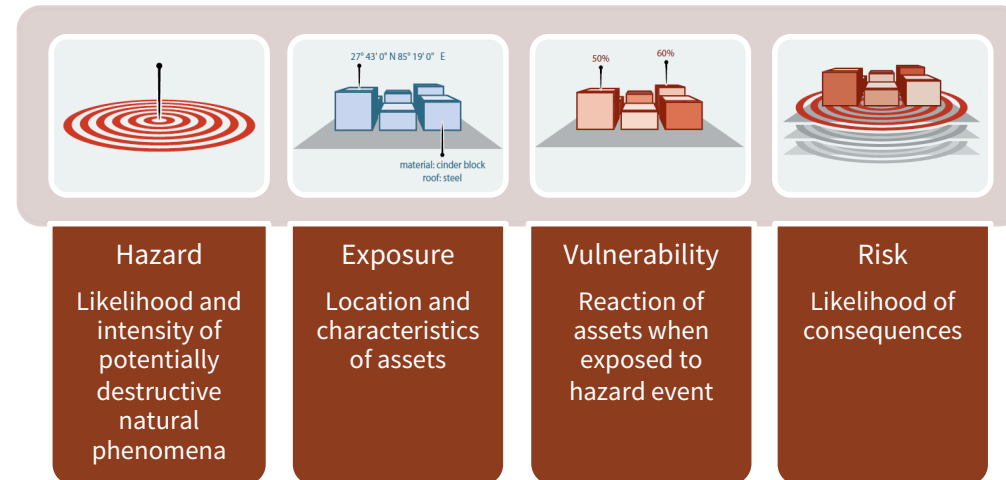 27° 43' 0" N 85° 19' 0" E
material: cinder block
roof: steel
50%
60%
Hazard
Likelihood and
intensity of
potentially
destructive
natural
phenomena
Exposure
Location and
characteristics
of assets
Vulnerability
Reaction of
assets when
exposed to
hazard event
Risk
Likelihood of
consequences